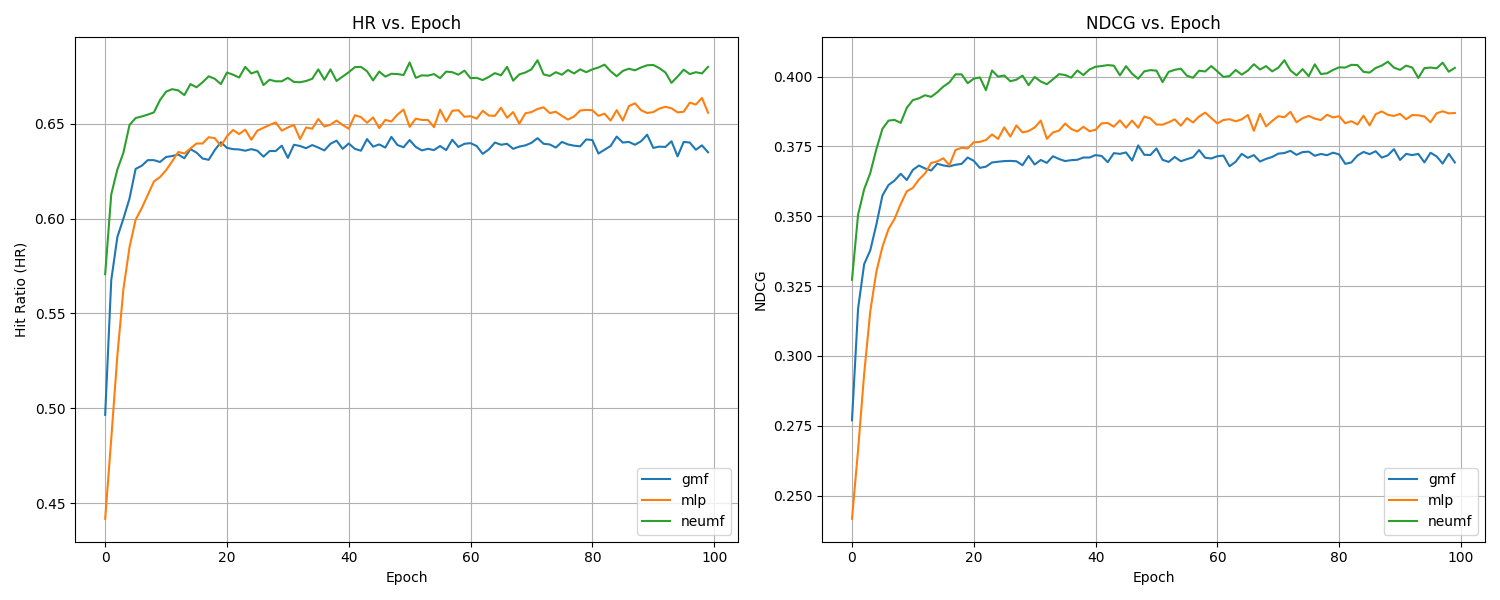 HR vs. Epoch
Hit Ratio (HR)
0.65
0.60
0.55
0.50
0.45
0 20 40 60 80 100
Epoch
gmf
mlp
neumf
NDCG vs. Epoch
NDCG
0.400
0.375
0.350
0.325
0.300
0.275
0.250
0 20 40 60 80 100
Epoch
gmf
mlp
neumf